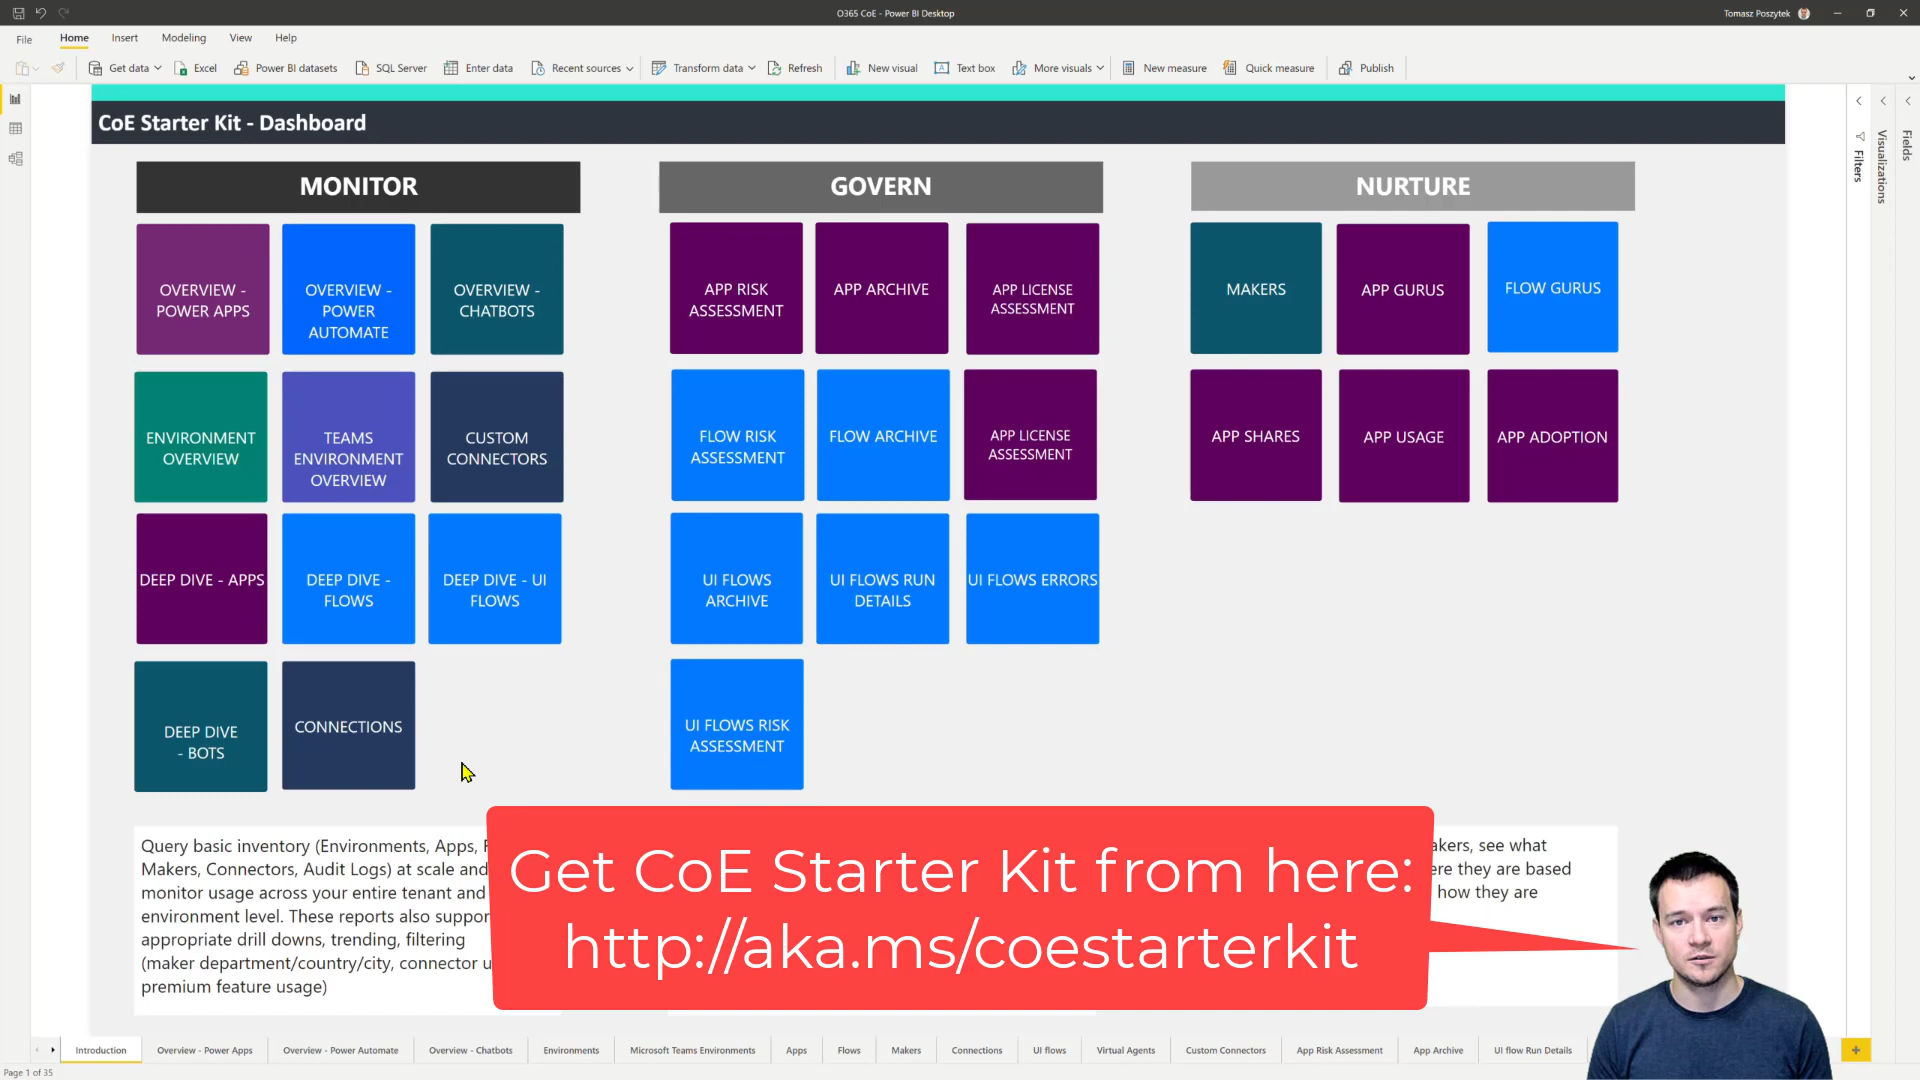 O365 CoE - Power BI Desktop
Tomasz Poszytek
File
Home
Insert
Modeling
View
Help
Get data
Excel
Power BI datasets
SQL Server
Enter data
Recent sources
Transform data
Refresh
New visual
Text box
More visuals
New measure
Quick measure
Publish
CoE Starter Kit - Dashboard
MONITOR
GOVERN
NURTURE
OVERVIEW -
POWER APPS
OVERVIEW -
POWER
AUTOMATE
OVERVIEW -
CHATBOTS
APP RISK
ASSESSMENT
APP ARCHIVE
APP LICENSE
ASSESSMENT
MAKERS
APP GURUS
FLOW GURUS
ENVIRONMENT
OVERVIEW
TEAMS
ENVIRONMENT
OVERVIEW
CUSTOM
CONNECTORS
FLOW RISK
ASSESSMENT
FLOW ARCHIVE
APP LICENSE
ASSESSMENT
APP SHARES
APP USAGE
APP ADOPTION
DEEP DIVE - APPS
DEEP DIVE -
FLOWS
DEEP DIVE - UI
FLOWS
UI FLOWS
ARCHIVE
UI FLOWS RUN
DETAILS
UI FLOWS ERRORS
DEEP DIVE
- BOTS
CONNECTIONS
UI FLOWS RISK
ASSESSMENT
Query basic inventory (Environments, Apps,
Makers, Connectors, Audit Logs) at scale and
monitor usage across your entire tenant and
environment level. These reports also
appropriate drill downs, trending, filtering
(maker department/country/city, connector
premium feature usage)
see what
they are based
how they are
Get CoE Starter Kit from here:
http://aka.ms/coestarterkit
Filters
Visualizations
Fields
Introduction
Overview - Power Apps
Overview - Power Automate
Overview - Chatbots
Environments
Microsoft Teams Environments
Apps
Flows
Makers
Connections
UI flows
Virtual Agents
Custom Connectors
App Risk Assessment
App Archive
UI flow Run Details
Page 1 of 35